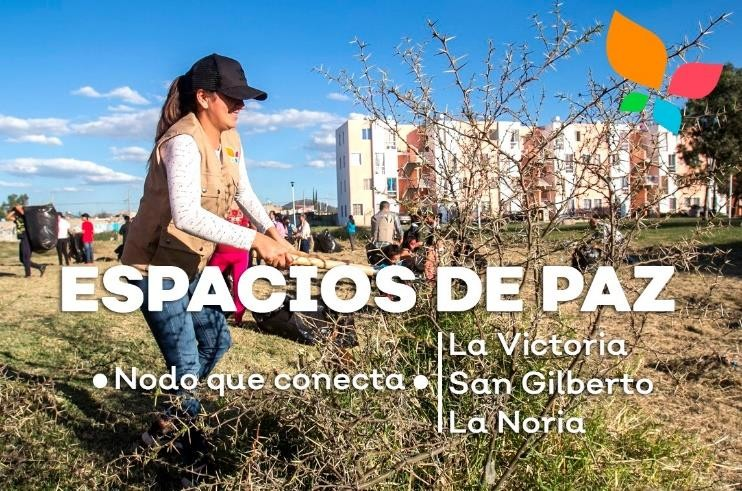 ESPACIOS DE PAZ
• Nodo que conecta •
La Victoria
San Gilberto
La Noria